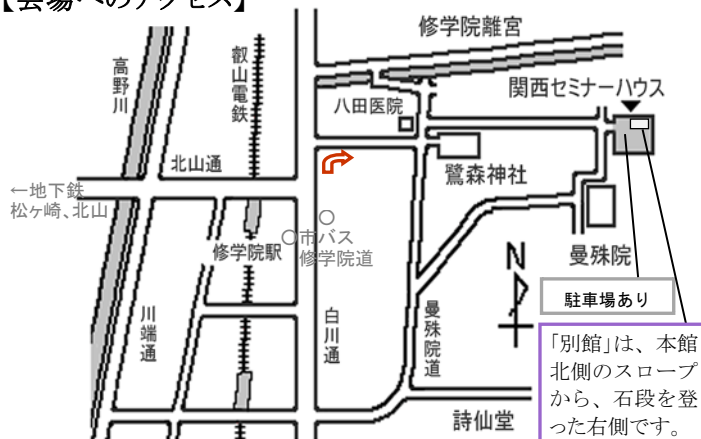 【会場へのアクセス】
修学院離宮
叡山電鉄
高野川
関西セミナーハウス
八田医院
北山通
鷺森神社
←地下鉄
松ヶ崎、北山
市バス
修学院道
修学院駅
曼殊院
N
駐車場あり
川端通
白川通
曼殊院道
「別館」は、本館
北側のスロープ
から、石段を登
った右側です。
詩仙堂